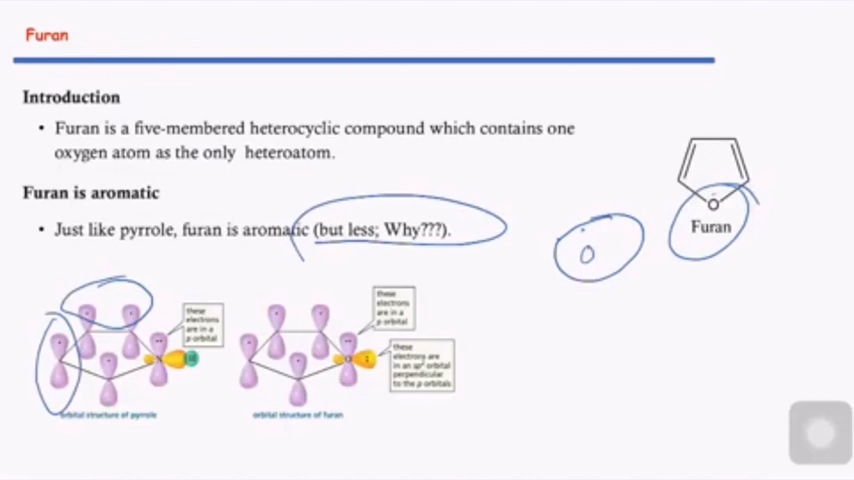 Furan
Introduction
• Furan is a five-membered heterocyclic compound which contains one
oxygen atom as the only heteroatom.
Furan is aromatic
• Just like pyrrole, furan is aromatic (but less; Why???).
O
O
Furan
these
electrons
are in a
p orbital
N
H
orbital structure of pyrrole
these
electrons
are in a
p orbital
O
these
electrons are
in an sp² orbital
perpendicular
to the p orbitals
orbital structure of furan